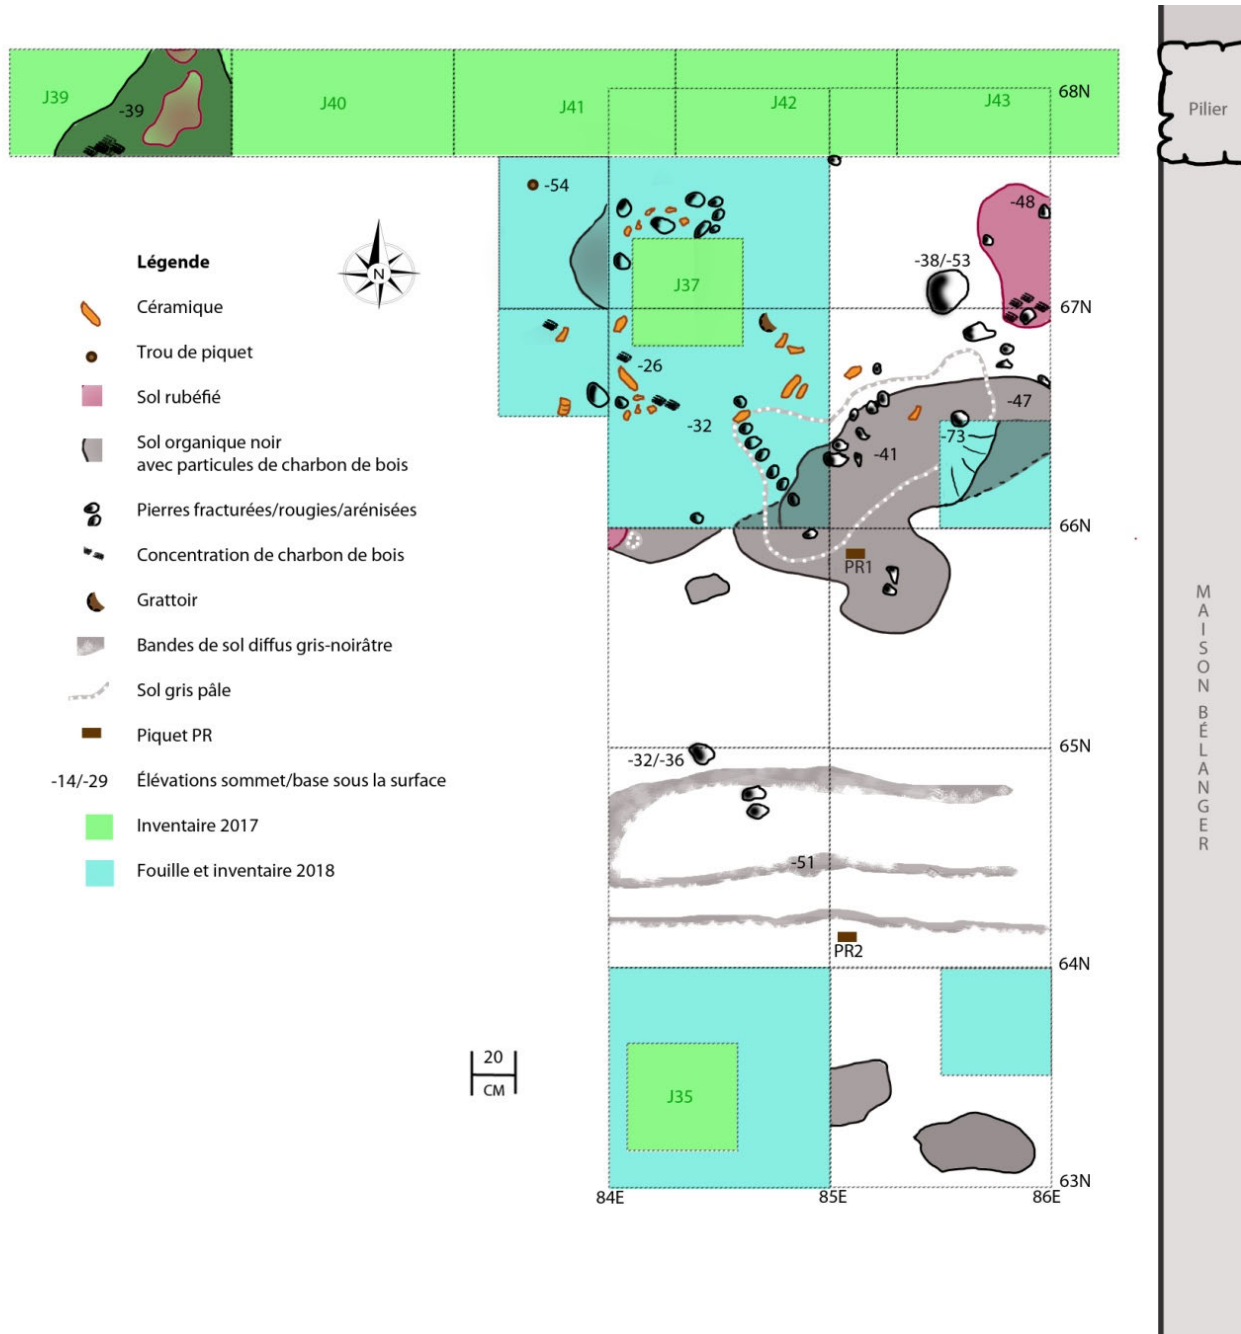 68N
J39
-39
J40
J41
J42
J43
Pilier
-54
-48
J37
-38/-53
67N
-26
-32
-47
-73
-41
66N
PR1
65N
-32/-36
-51
PR2
64N
J35
63N
84E
85E
86E
Légende
N
Céramique
Trou de piquet
Sol rubéfié
Sol organique noir
avec particules de charbon de bois
Pierres fracturées/rougies/arénisées
Concentration de charbon de bois
Grattoir
Bandes de sol diffus gris-noirâtre
Sol gris pâle
Piquet PR
-14/-29 Élévations sommet/base sous la surface
Inventaire 2017
Fouille et inventaire 2018
20
CM
MAISON BÉLANGER